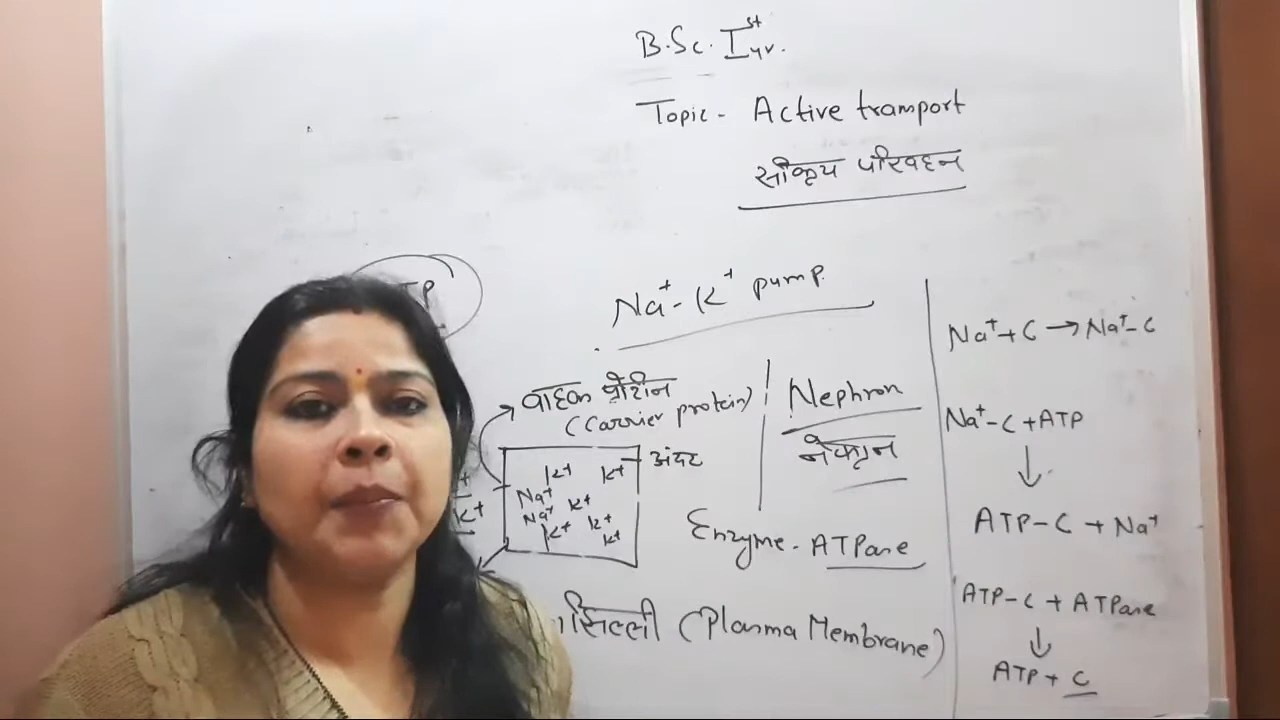 B.Sc. Ist yr.
Topic - Active transport
सक्रिय परिवहन
Na⁺- K⁺ pump.
वाहक प्रोटीन
(Carrier protein)
अंदर
K⁺ K⁺
Na⁺ K⁺
Na⁺ K⁺
K⁺ K⁺
K⁺
झिल्ली (Plasma Membrane)
Nephron
नेफ्रान
Enzyme - ATPase
Na⁺ + C → Na⁺-C
Na⁺-C + ATP
↓
ATP-C + Na⁺
ATP-C + ATPase
↓
ATP + C